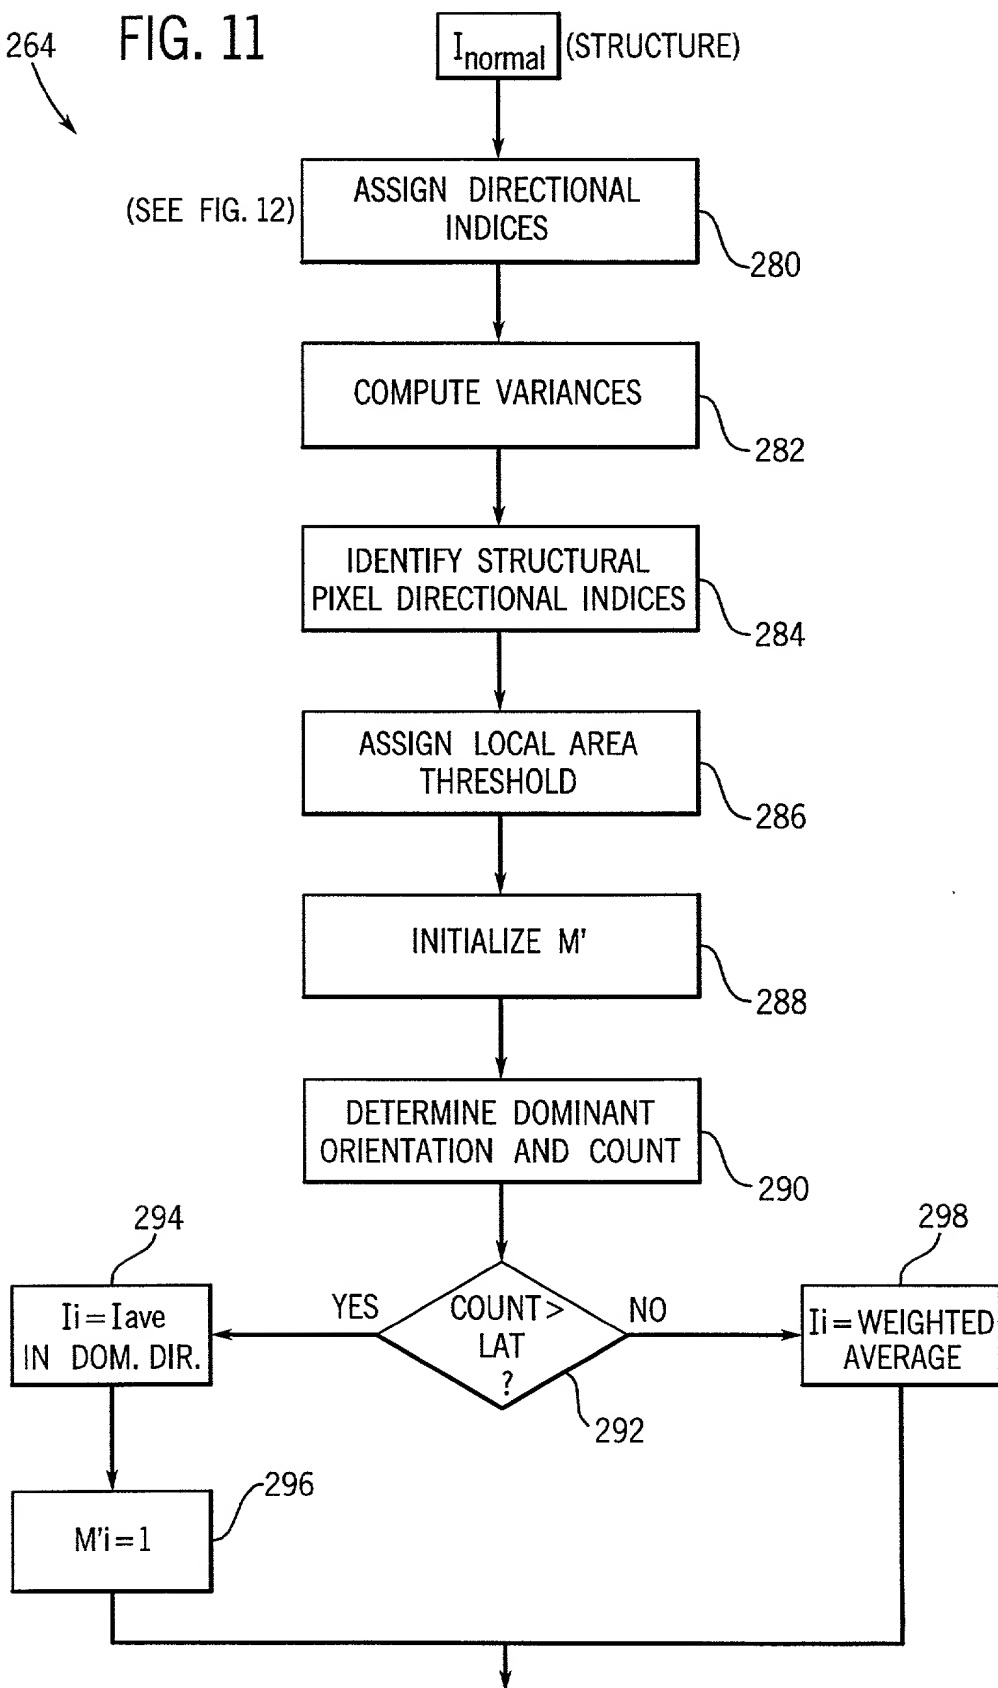 264
FIG. 11
Inormal (STRUCTURE)
(SEE FIG. 12)
ASSIGN DIRECTIONAL
INDICES
280
COMPUTE VARIANCES
282
IDENTIFY STRUCTURAL
PIXEL DIRECTIONAL INDICES
284
ASSIGN LOCAL AREA
THRESHOLD
286
INITIALIZE M'
288
DETERMINE DOMINANT
ORIENTATION AND COUNT
290
294
Ii=Iave
IN DOM. DIR.
YES
COUNT>
LAT
?
NO
292
298
Ii=WEIGHTED
AVERAGE
296
M'i=1